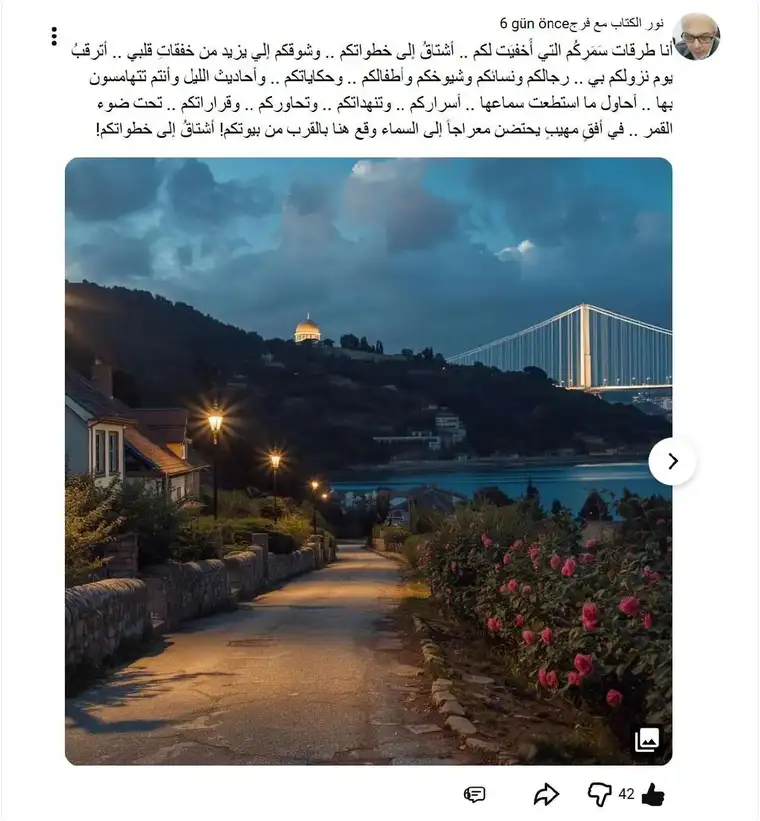 نور الكتاب مع فرج6 gün önce
أنا طرقات سَمَركُم التي أُخفيَت لكم .. أشتاقُ إلى خطواتكم .. وشوقكم إلي يزيد من خفقاتِ قلبي .. أترقبُ
يوم نزولكم بي .. رجالكم ونسائكم وشيوخكم وأطفالكم .. وحكاياتكم .. وأحاديث الليل وأنتم تتهامسون
بها .. أحاول ما استطعت سماعها .. أسراركم .. وتنهداتكم .. وتحاوركم .. وقراراتكم .. تحت ضوء
القمر .. في أفقٍ مهيبٍ يحتضن معراجاً إلى السماء وقع هنا بالقرب من بيوتكم! أشتاقُ إلى خطواتكم!
42